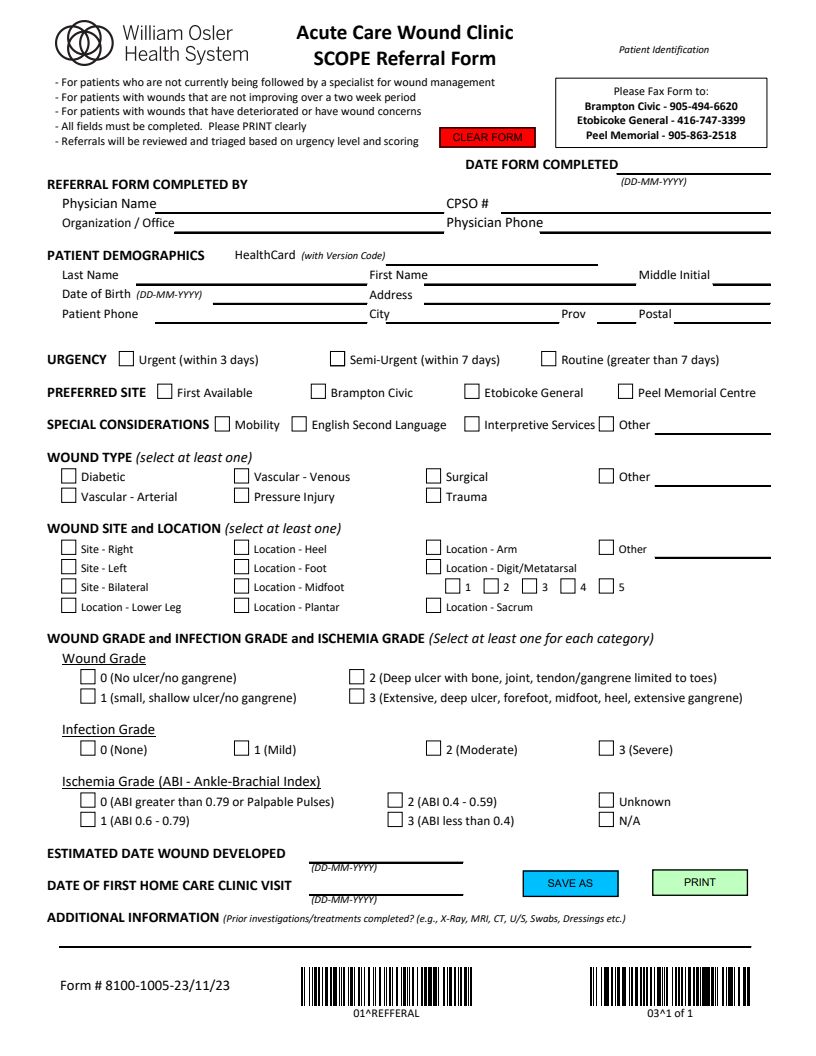 William Osler
Health System
Acute Care Wound Clinic
SCOPE Referral Form
Patient Identification
- For patients who are not currently being followed by a specialist for wound management
- For patients with wounds that are not improving over a two week period
- For patients with wounds that have deteriorated or have wound concerns
- All fields must be completed. Please PRINT clearly
- Referrals will be reviewed and triaged based on urgency level and scoring
CLEAR FORM
Please Fax Form to:
Brampton Civic - 905-494-6620
Etobicoke General - 416-747-3399
Peel Memorial - 905-863-2518
DATE FORM COMPLETED
(DD-MM-YYYY)
REFERRAL FORM COMPLETED BY
Physician Name CPSO #
Organization / Office Physician Phone
PATIENT DEMOGRAPHICS HealthCard (with Version Code)
Last Name First Name Middle Initial
Date of Birth (DD-MM-YYYY) Address
Patient Phone City Prov Postal
URGENCY Urgent (within 3 days) Semi-Urgent (within 7 days) Routine (greater than 7 days)
PREFERRED SITE First Available Brampton Civic Etobicoke General Peel Memorial Centre
SPECIAL CONSIDERATIONS Mobility English Second Language Interpretive Services Other
WOUND TYPE (select at least one)
Diabetic Vascular - Venous Surgical Other
Vascular - Arterial Pressure Injury Trauma
WOUND SITE and LOCATION (select at least one)
Site - Right Location - Heel Location - Arm Other
Site - Left Location - Foot Location - Digit/Metatarsal
Site - Bilateral Location - Midfoot 1 2 3 4 5
Location - Lower Leg Location - Plantar Location - Sacrum
WOUND GRADE and INFECTION GRADE and ISCHEMIA GRADE (Select at least one for each category)
Wound Grade
0 (No ulcer/no gangrene) 2 (Deep ulcer with bone, joint, tendon/gangrene limited to toes)
1 (small, shallow ulcer/no gangrene) 3 (Extensive, deep ulcer, forefoot, midfoot, heel, extensive gangrene)
Infection Grade
0 (None) 1 (Mild) 2 (Moderate) 3 (Severe)
Ischemia Grade (ABI - Ankle-Brachial Index)
0 (ABI greater than 0.79 or Palpable Pulses) 2 (ABI 0.4 - 0.59) Unknown
1 (ABI 0.6 - 0.79) 3 (ABI less than 0.4) N/A
ESTIMATED DATE WOUND DEVELOPED
(DD-MM-YYYY)
DATE OF FIRST HOME CARE CLINIC VISIT
(DD-MM-YYYY)
SAVE AS PRINT
ADDITIONAL INFORMATION (Prior investigations/treatments completed? (e.g., X-Ray, MRI, CT, U/S, Swabs, Dressings etc.)
Form # 8100-1005-23/11/23
01^REFFERAL
03^1 of 1